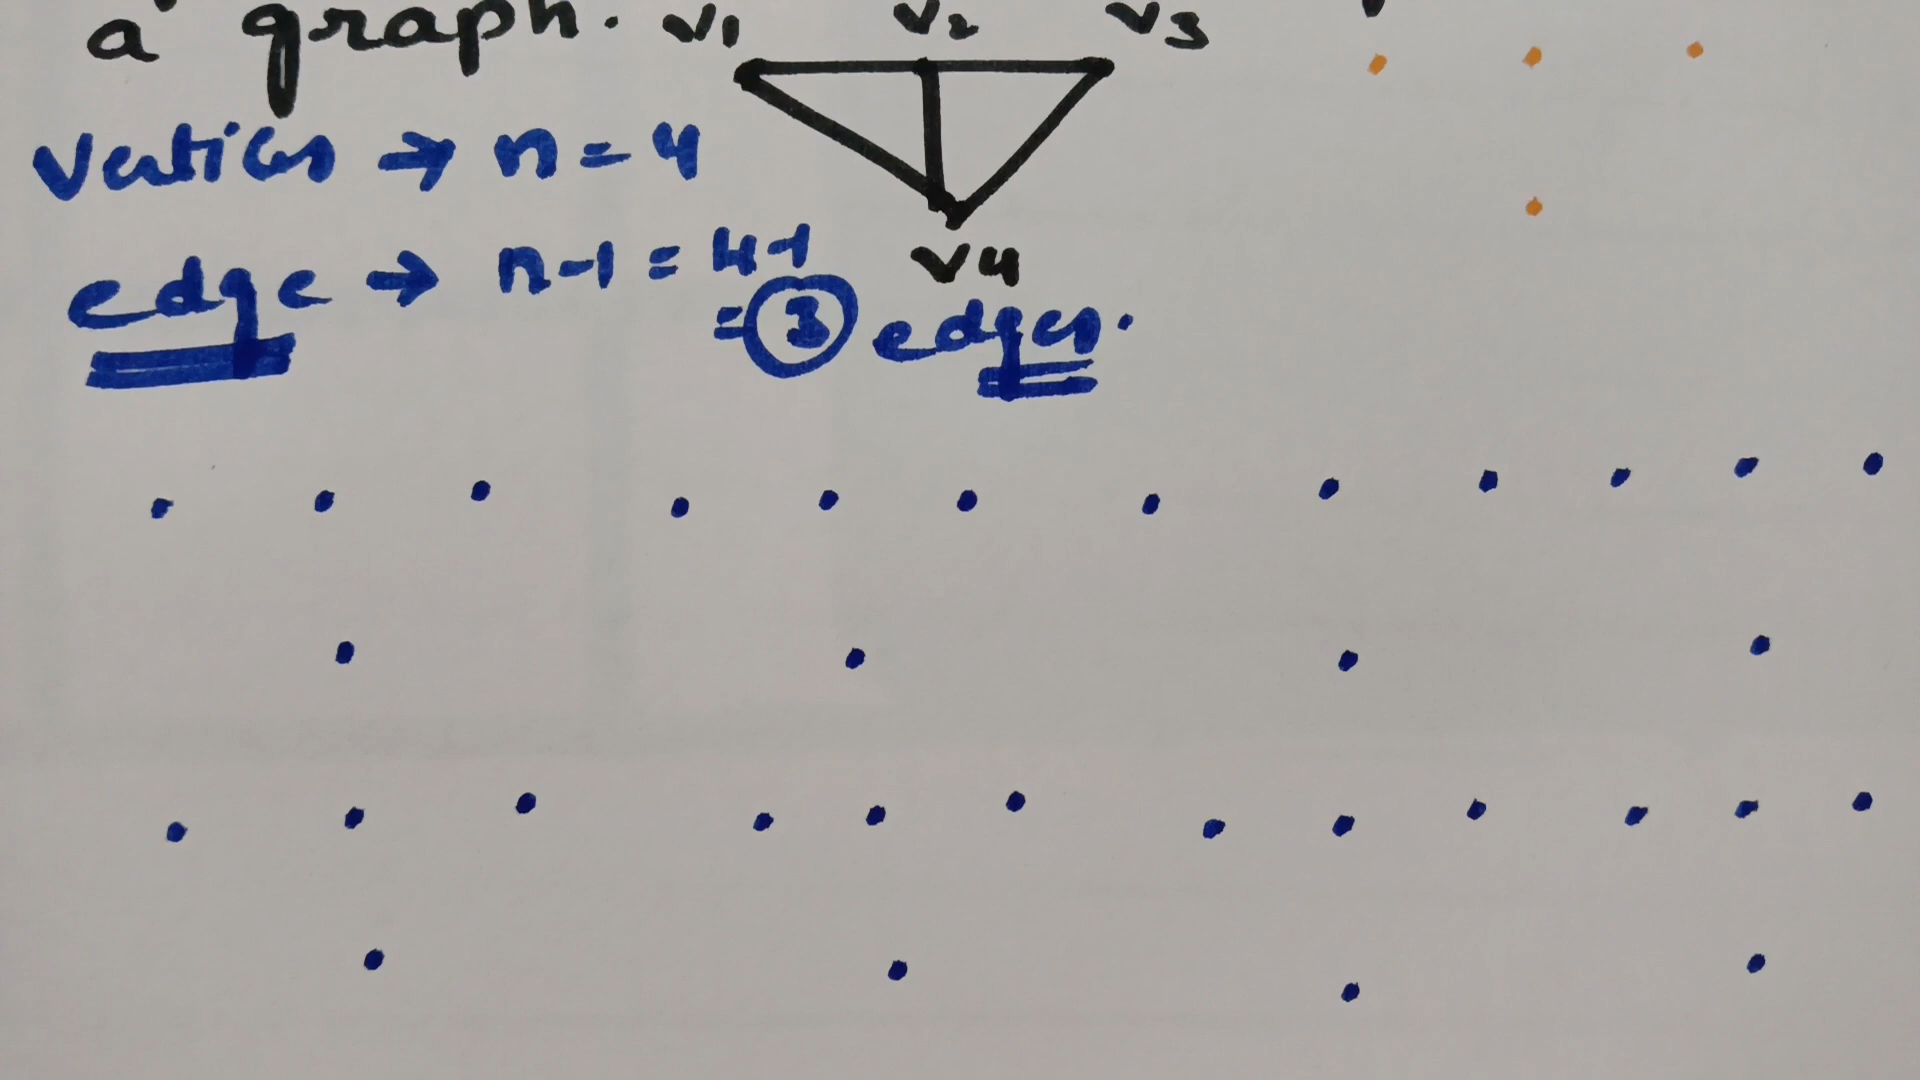 a graph. v1 v2 v3
vertices → n = 4
v4
edge → n-1 = 4-1
= 3 edges.